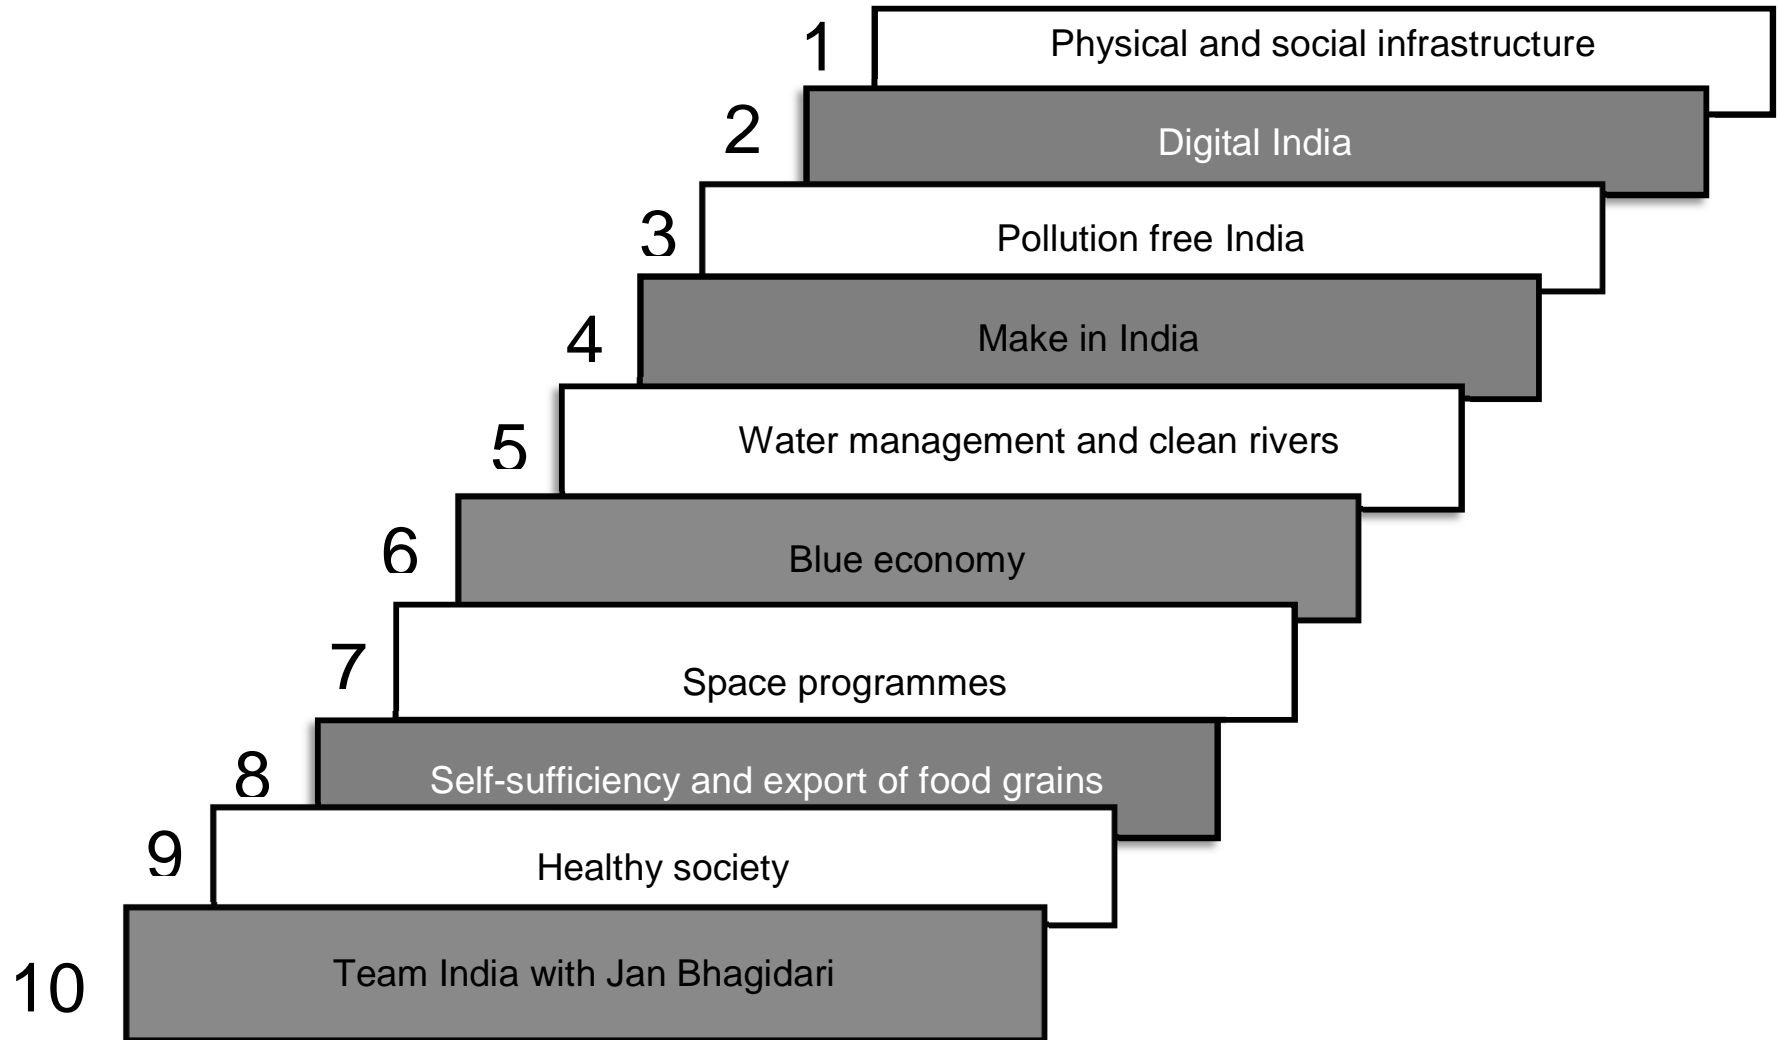 1 Physical and social infrastructure
2 Digital India
3 Pollution free India
4 Make in India
5 Water management and clean rivers
6 Blue economy
7 Space programmes
8 Self-sufficiency and export of food grains
9 Healthy society
10 Team India with Jan Bhagidari